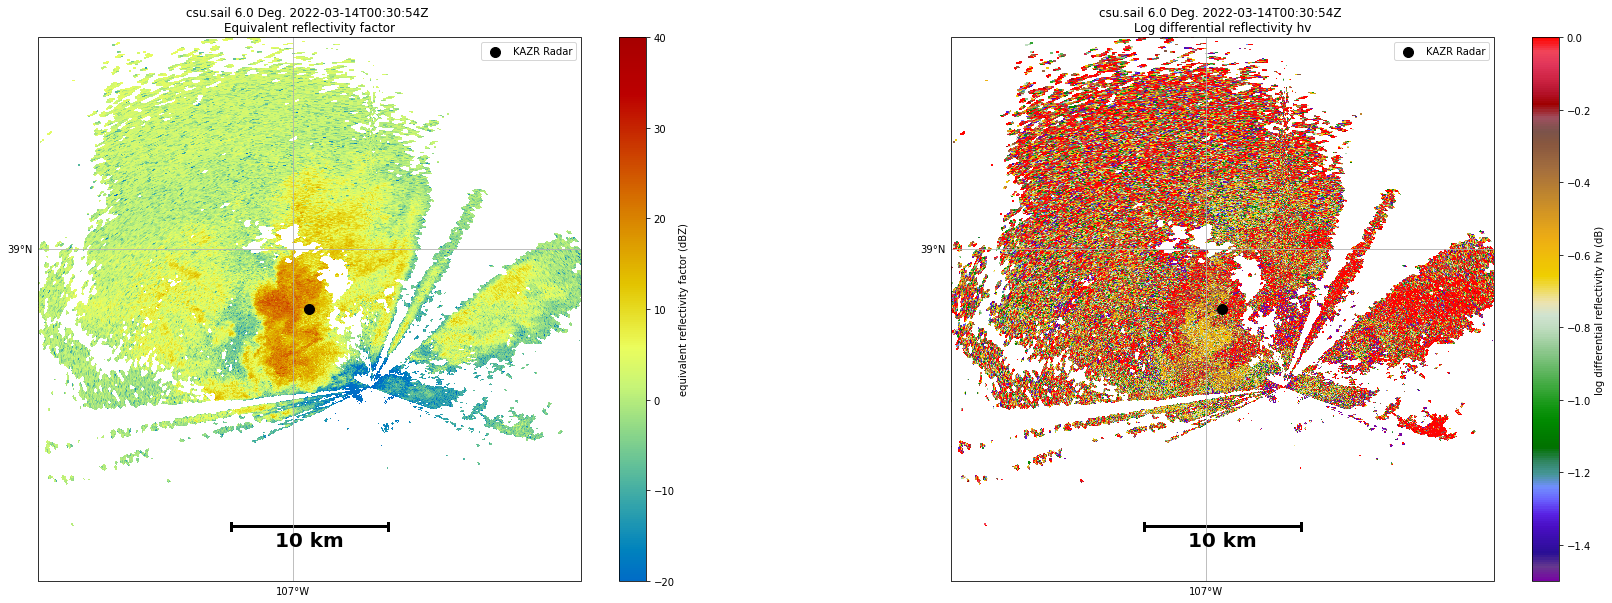 csu.sail 6.0 Deg. 2022-03-14T00:30:54Z
Equivalent reflectivity factor
KAZR Radar
39°N
107°W
10 km
40
30
20
10
0
−10
−20
equivalent reflectivity factor (dBZ)
csu.sail 6.0 Deg. 2022-03-14T00:30:54Z
Log differential reflectivity hv
KAZR Radar
39°N
107°W
10 km
0.0
−0.2
−0.4
−0.6
−0.8
−1.0
−1.2
−1.4
log differential reflectivity hv (dB)